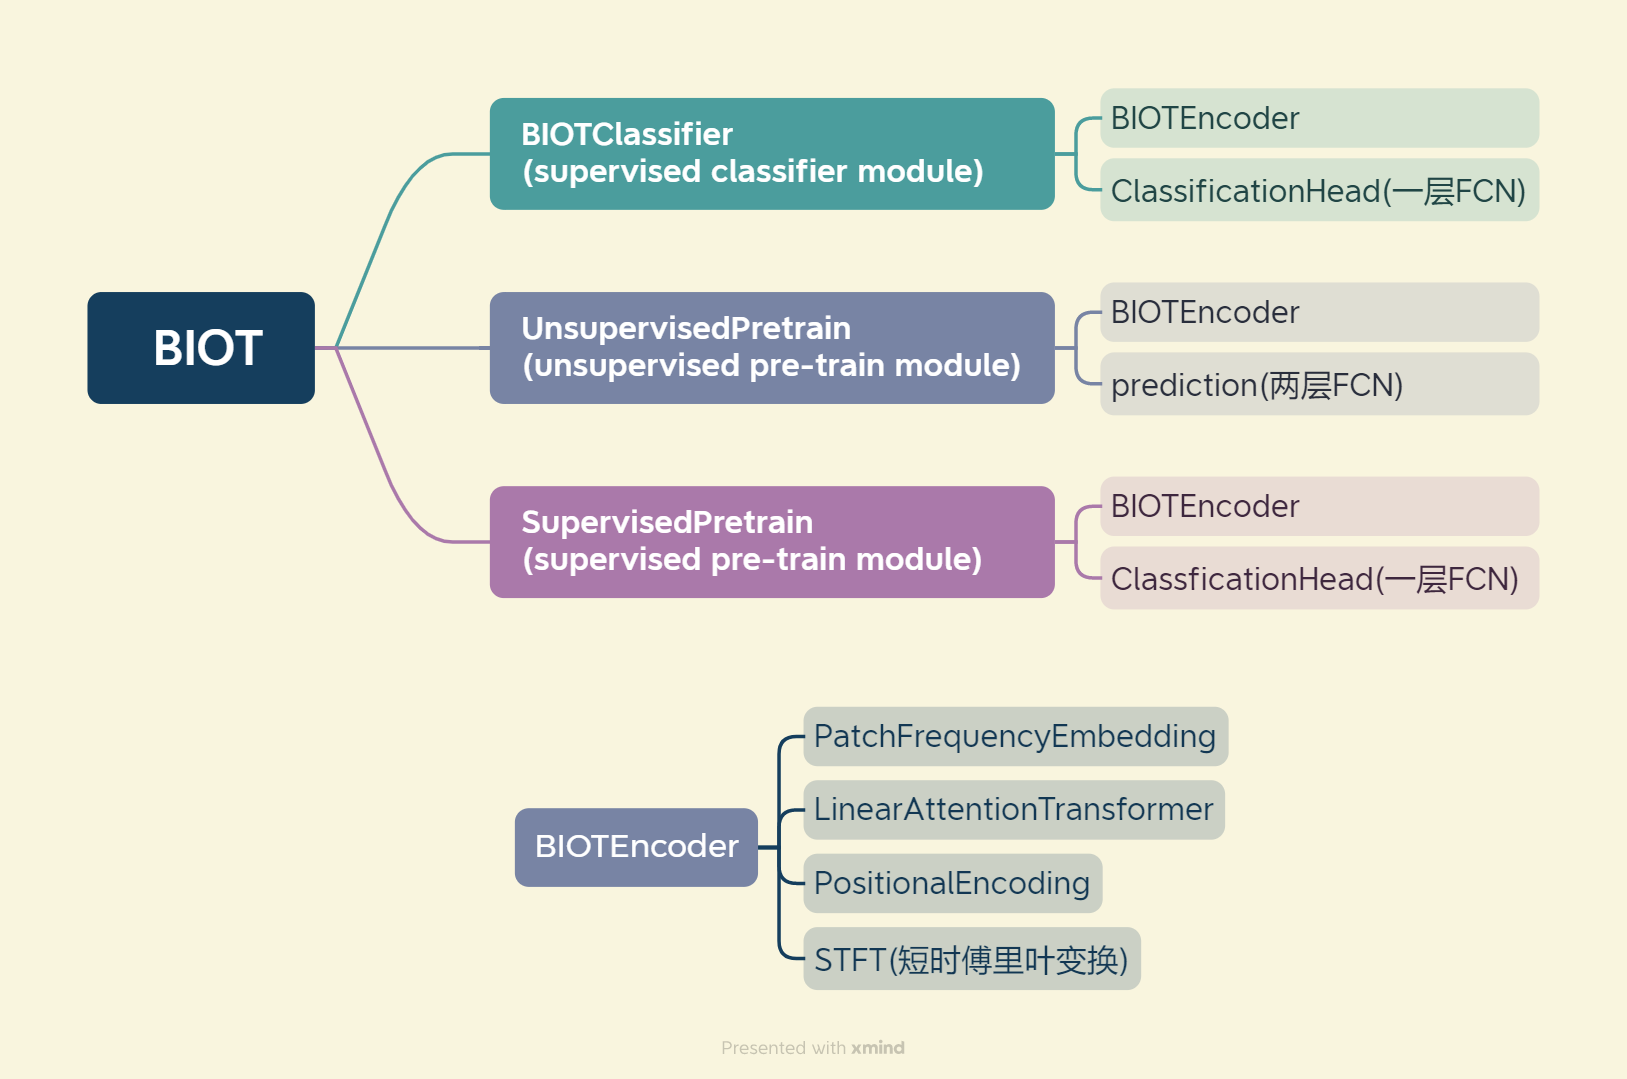 BIOT
BIOTClassifier
(supervised classifier module)
BIOTEncoder
ClassificationHead(一层FCN)
UnsupervisedPretrain
(unsupervised pre-train module)
BIOTEncoder
prediction(两层FCN)
SupervisedPretrain
(supervised pre-train module)
BIOTEncoder
ClassficationHead(一层FCN)
BIOTEncoder
PatchFrequencyEmbedding
LinearAttentionTransformer
PositionalEncoding
STFT(短时傅里叶变换)
Presented with xmind